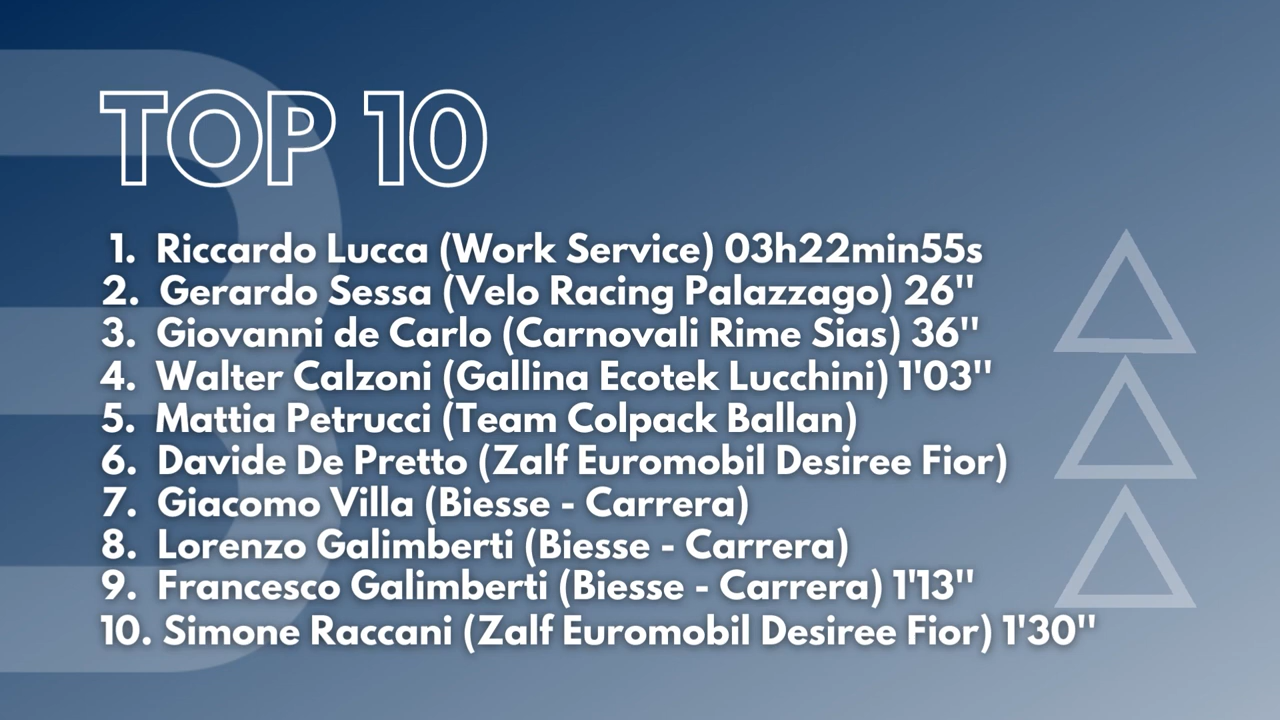 TOP 10
1. Riccardo Lucca (Work Service) 03h22min55s
2. Gerardo Sessa (Velo Racing Palazzago) 26''
3. Giovanni de Carlo (Carnovali Rime Sias) 36''
4. Walter Calzoni (Gallina Ecotek Lucchini) 1'03''
5. Mattia Petrucci (Team Colpack Ballan)
6. Davide De Pretto (Zalf Euromobil Desiree Fior)
7. Giacomo Villa (Biesse - Carrera)
8. Lorenzo Galimberti (Biesse - Carrera)
9. Francesco Galimberti (Biesse - Carrera) 1'13''
10. Simone Raccani (Zalf Euromobil Desiree Fior) 1'30''